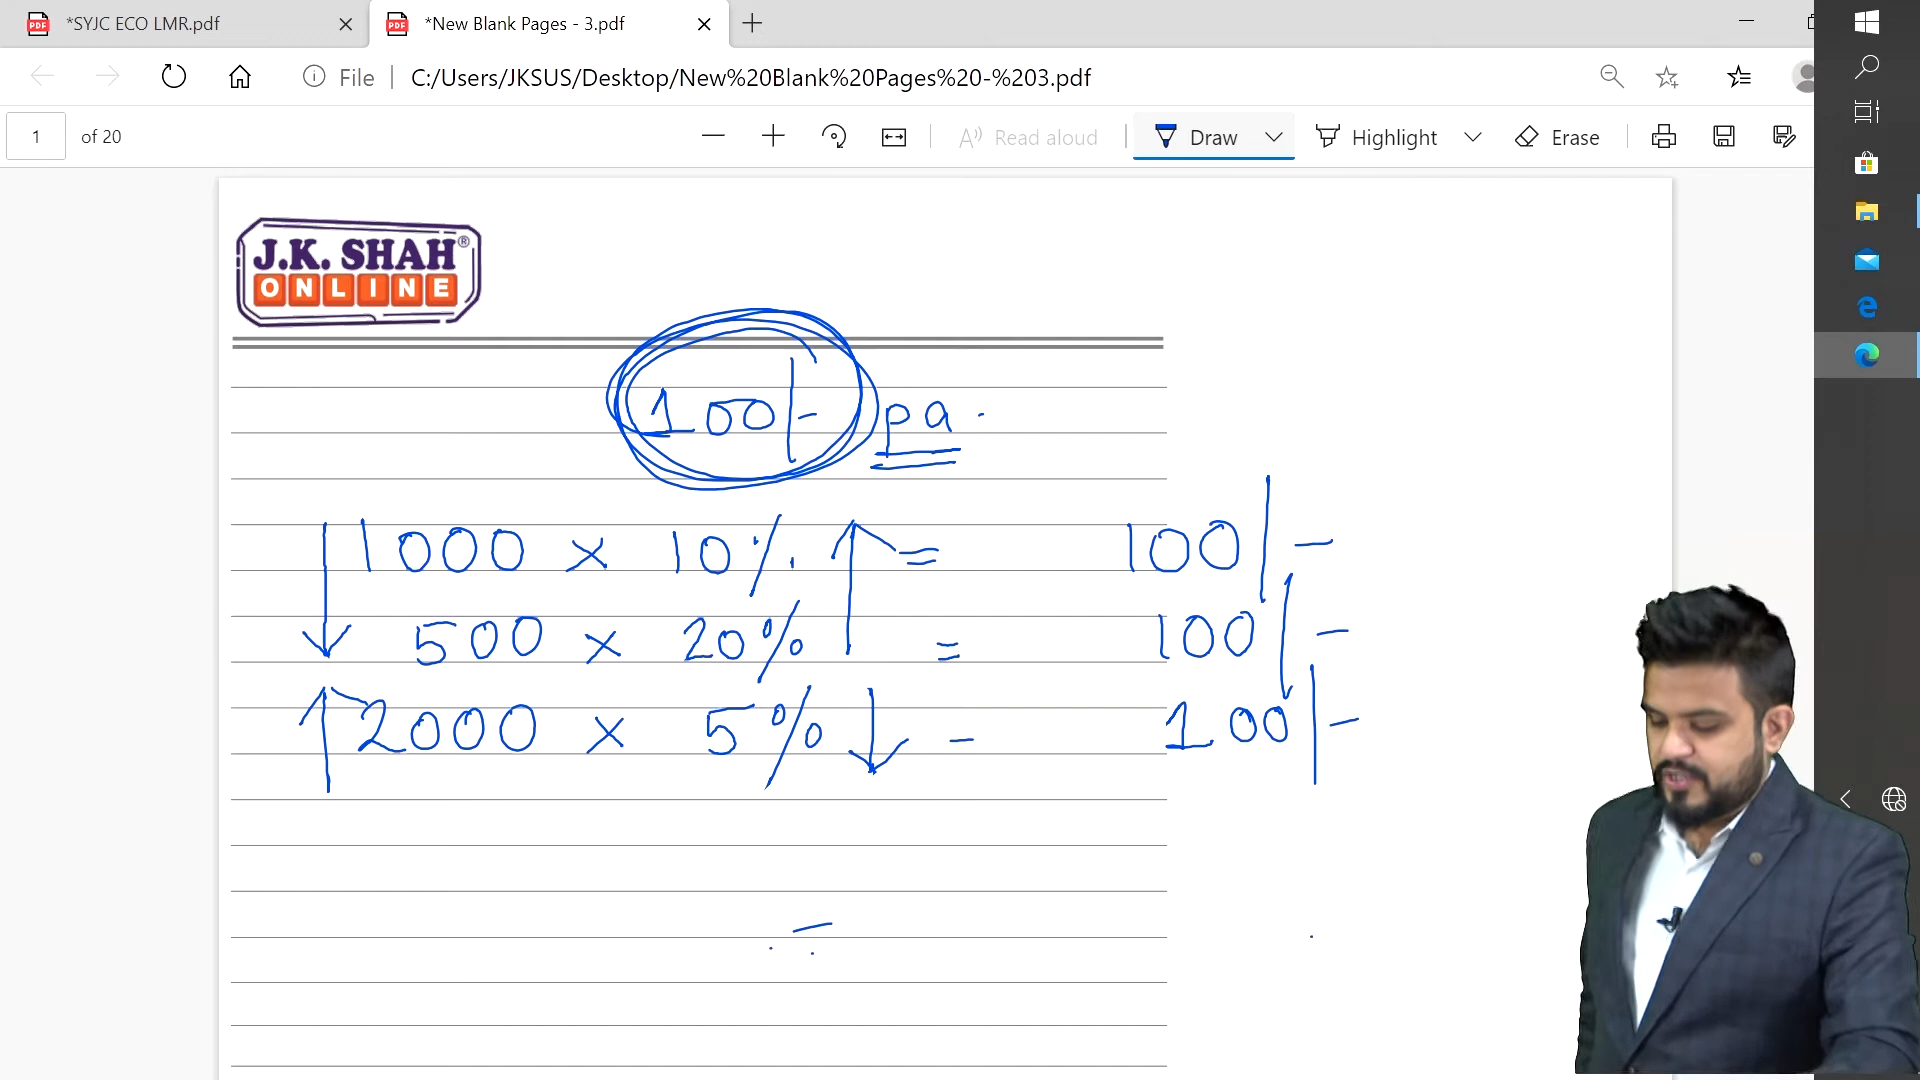 *SYJC ECO LMR.pdf
*New Blank Pages - 3.pdf
File | C:/Users/JKSUS/Desktop/New%20Blank%20Pages%20-%203.pdf
1 of 20
Read aloud
Draw
Highlight
Erase
J.K. SHAH®
ONLINE
100/- pa.
1000 × 10% = 100/-
500 × 20% = 100/-
2000 × 5% - 100/-